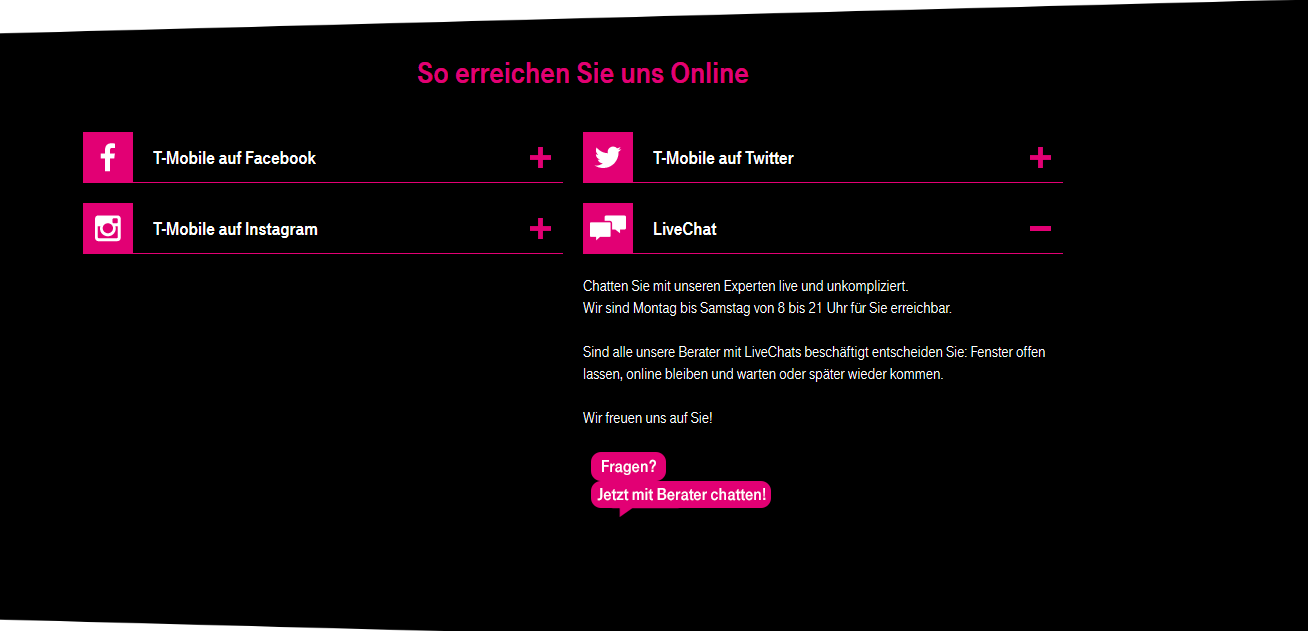 So erreichen Sie uns Online
T-Mobile auf Facebook
T-Mobile auf Twitter
T-Mobile auf Instagram
LiveChat
Chatten Sie mit unseren Experten live und unkompliziert.
Wir sind Montag bis Samstag von 8 bis 21 Uhr für Sie erreichbar.
Sind alle unsere Berater mit LiveChats beschäftigt entscheiden Sie: Fenster offen
lassen, online bleiben und warten oder später wieder kommen.
Wir freuen uns auf Sie!
Fragen?
Jetzt mit Berater chatten!